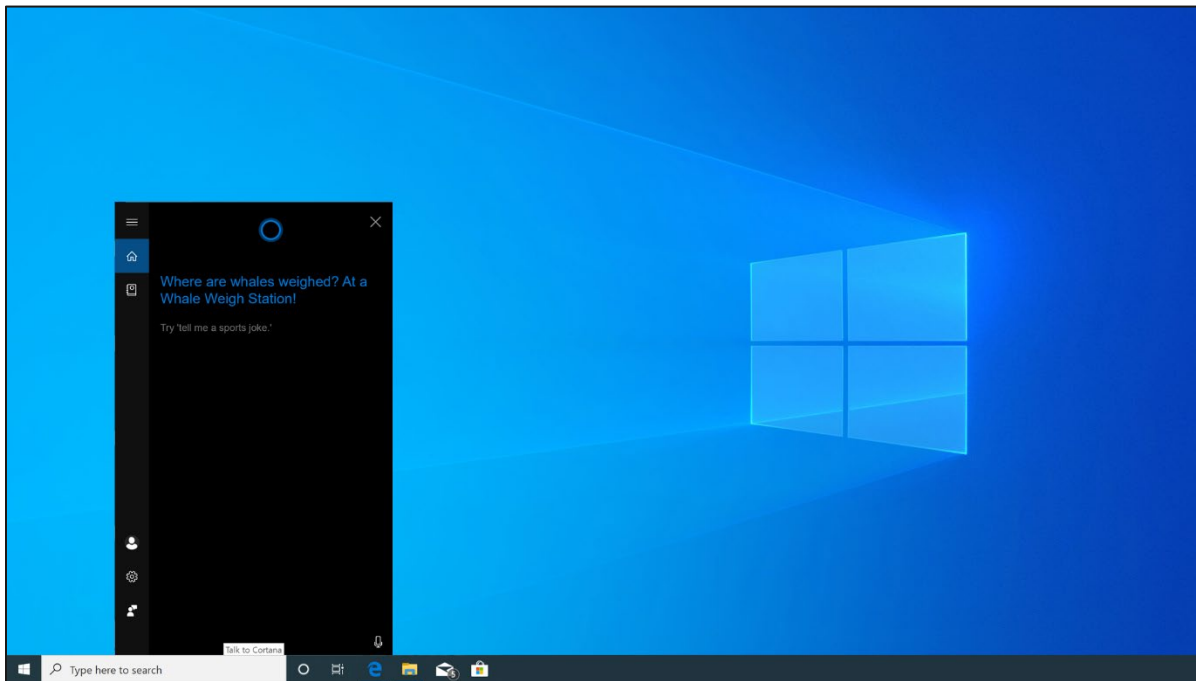 Where are whales weighed? At a
Whale Weigh Station!
Try 'tell me a sports joke.'
Talk to Cortana
Type here to search
5